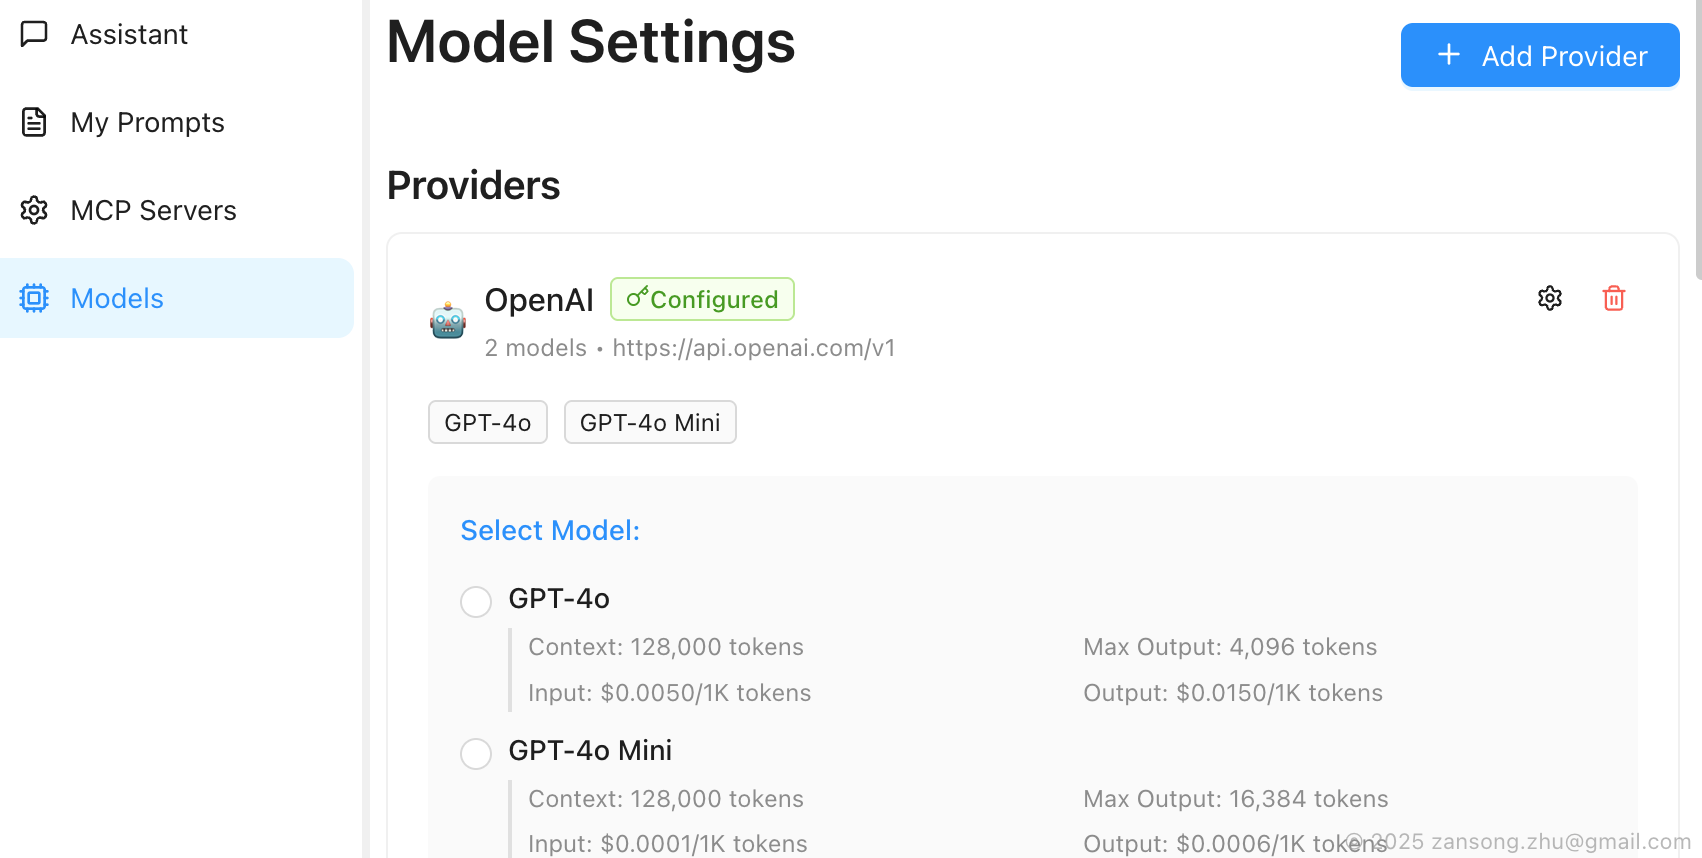 Assistant
My Prompts
MCP Servers
Models
Model Settings
Add Provider
Providers
OpenAI Configured
2 models • https://api.openai.com/v1
GPT-4o GPT-4o Mini
Select Model:
GPT-4o
Context: 128,000 tokens Max Output: 4,096 tokens
Input: $0.0050/1K tokens Output: $0.0150/1K tokens
GPT-4o Mini
Context: 128,000 tokens Max Output: 16,384 tokens
Input: $0.0001/1K tokens Output: $0.0006/1K tokens
© 2025 zansong.zhu@gmail.com